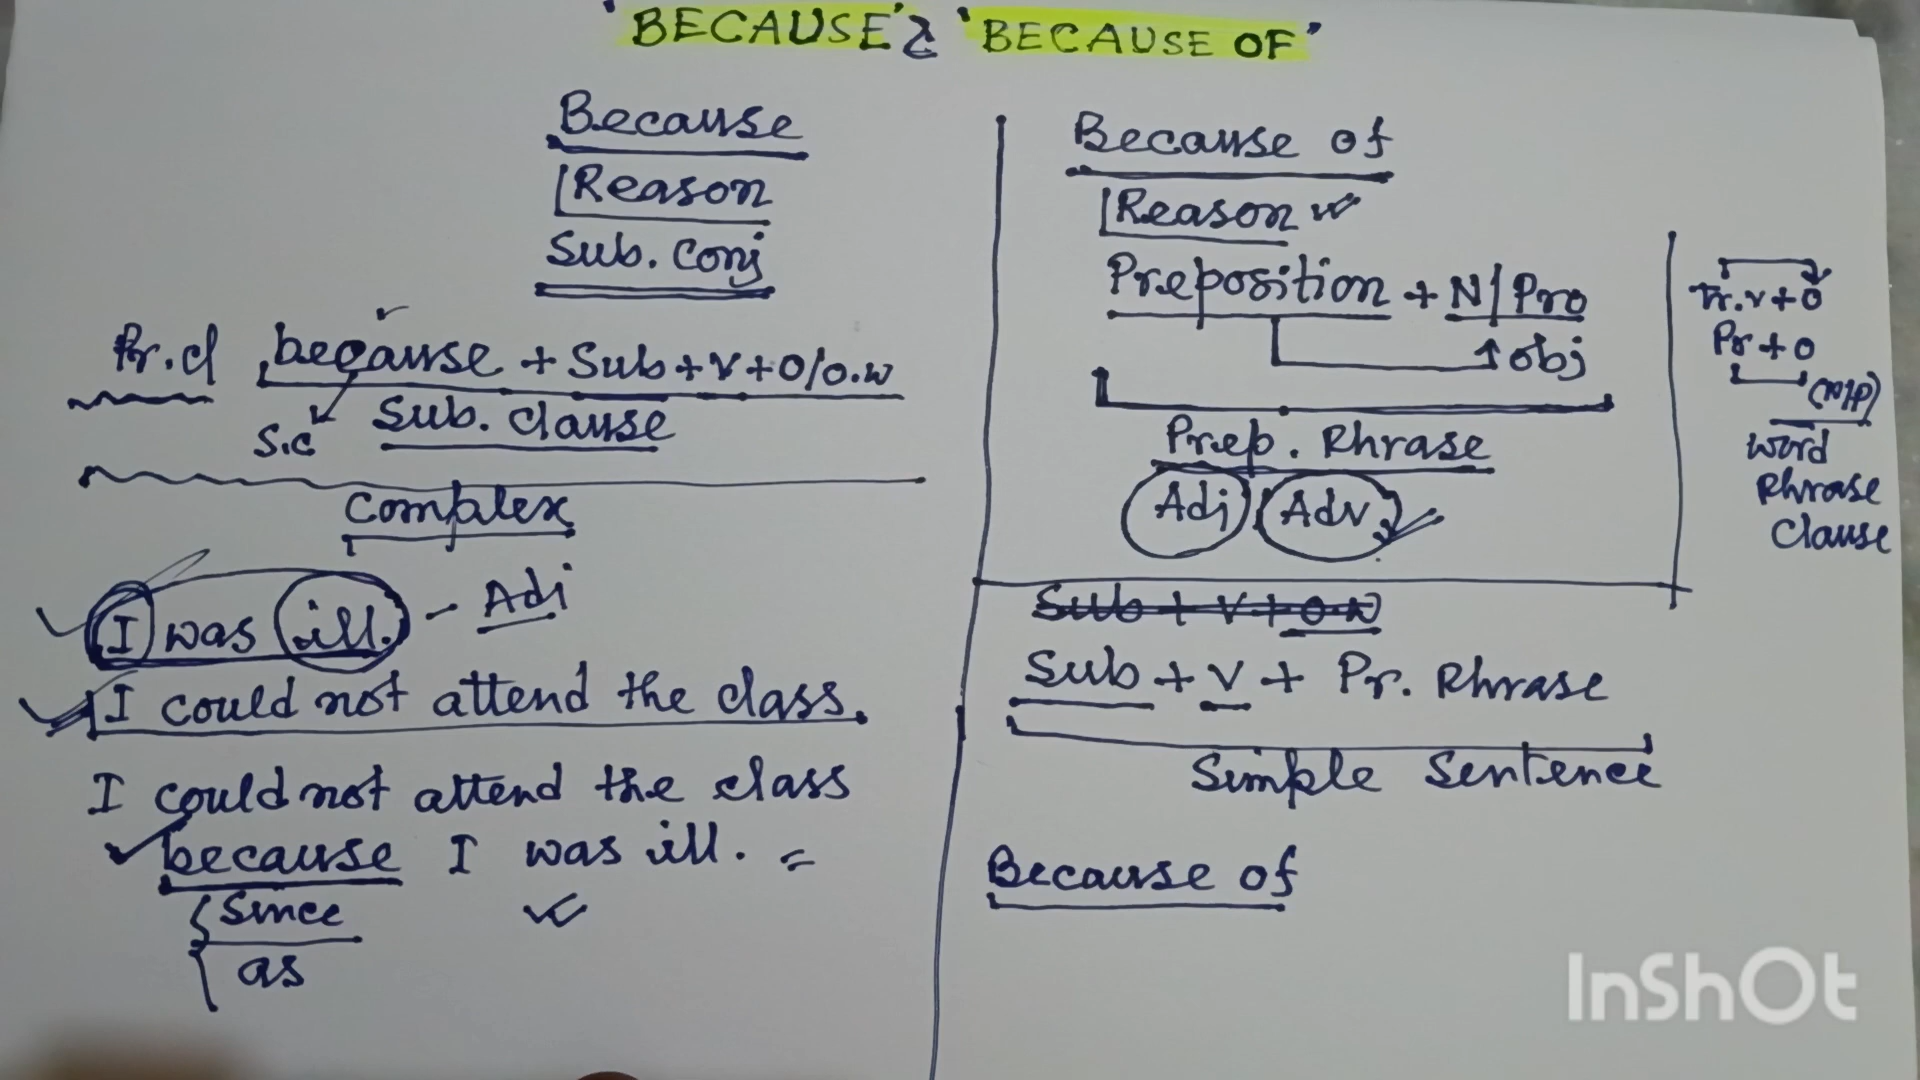 'BECAUSE' & 'BECAUSE OF'
Because
Reason
Sub. Conj
Pr. cl because + Sub + V + O/O.W
S.C Sub. Clause
Complex
I was ill. - Adj
I could not attend the class.
I could not attend the class
because I was ill. =
Since
as
Because of
Reason
Preposition + N/Pro
obj
Prep. Phrase
Adj Adv
Tr.V + O
Pr + O
(N/P)
Word
Phrase
Clause
Sub + V + O.W
Sub + V + Pr. Phrase
Simple Sentence
Because of
InShOt